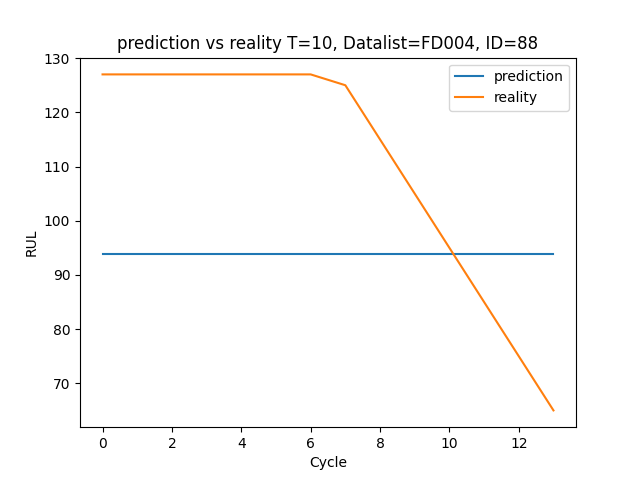 prediction vs reality T=10, Datalist=FD004, ID=88
prediction
reality
130
120
110
100
90
80
70
RUL
0 2 4 6 8 10 12
Cycle